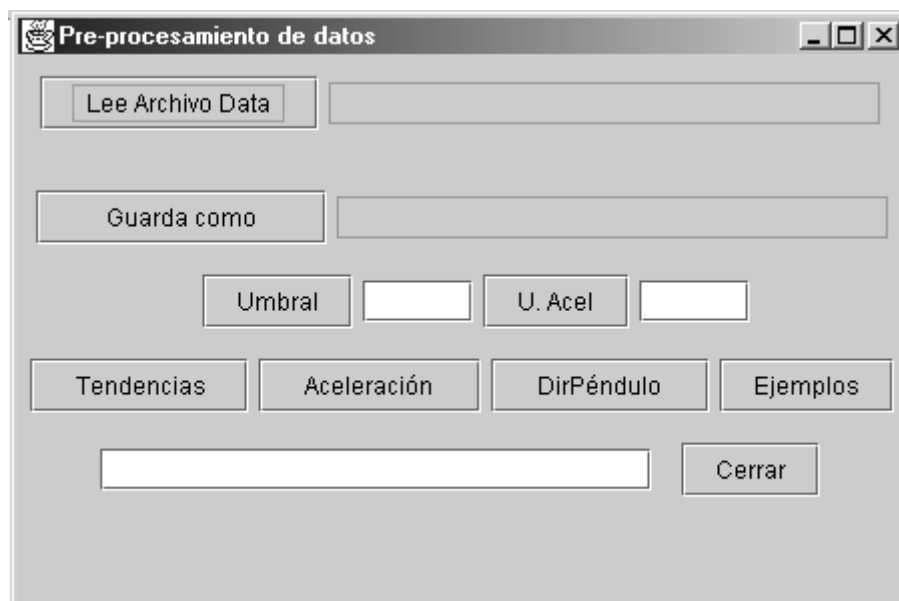 Pre-procesamiento de datos
Lee Archivo Data
Guarda como
Umbral U. Acel
Tendencias Aceleración DirPéndulo Ejemplos
Cerrar